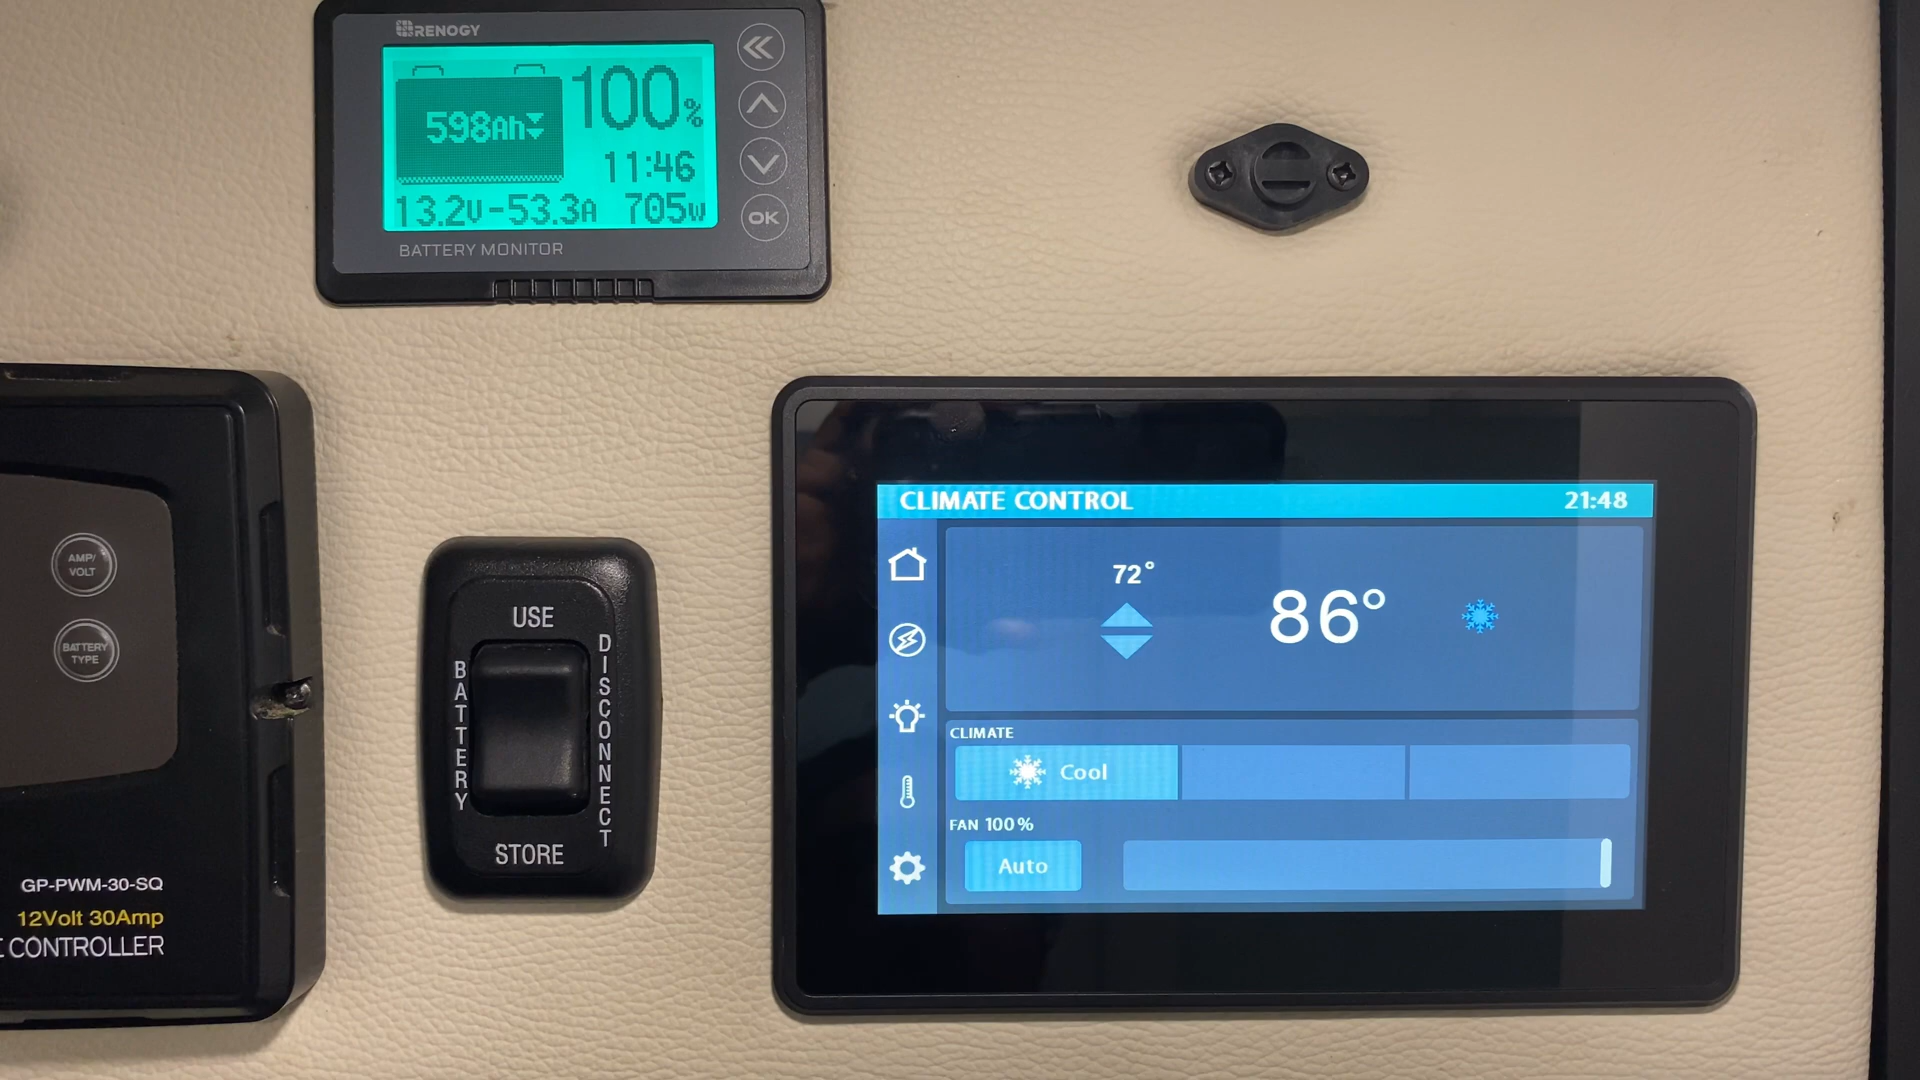 RENOGY
100%
598Ah
11:46
13.2V -53.3A 705W
OK
BATTERY MONITOR
AMP/
VOLT
BATTERY
TYPE
GP-PWM-30-SQ
12Volt 30Amp
CONTROLLER
USE
BATTERY
DISCONNECT
STORE
CLIMATE CONTROL 21:48
72°
86°
CLIMATE
Cool
FAN 100%
Auto